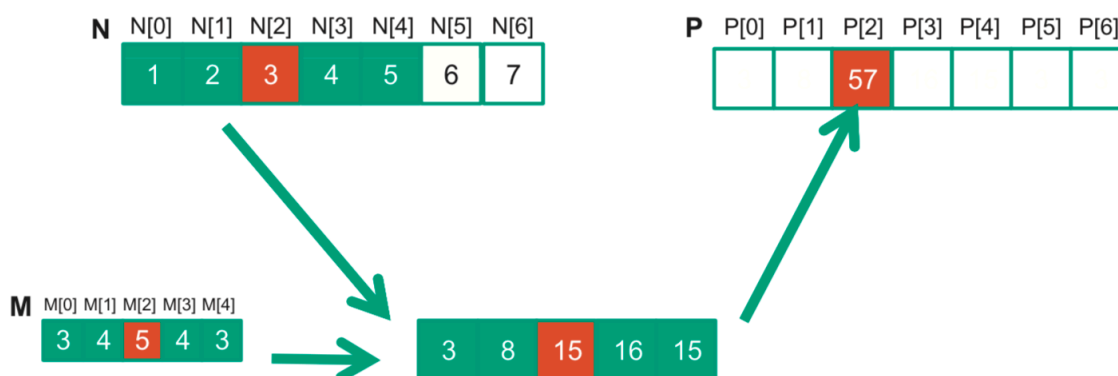 N N[0] N[1] N[2] N[3] N[4] N[5] N[6]
1 2 3 4 5 6 7
P P[0] P[1] P[2] P[3] P[4] P[5] P[6]
57
M M[0] M[1] M[2] M[3] M[4]
3 4 5 4 3
3 8 15 16 15